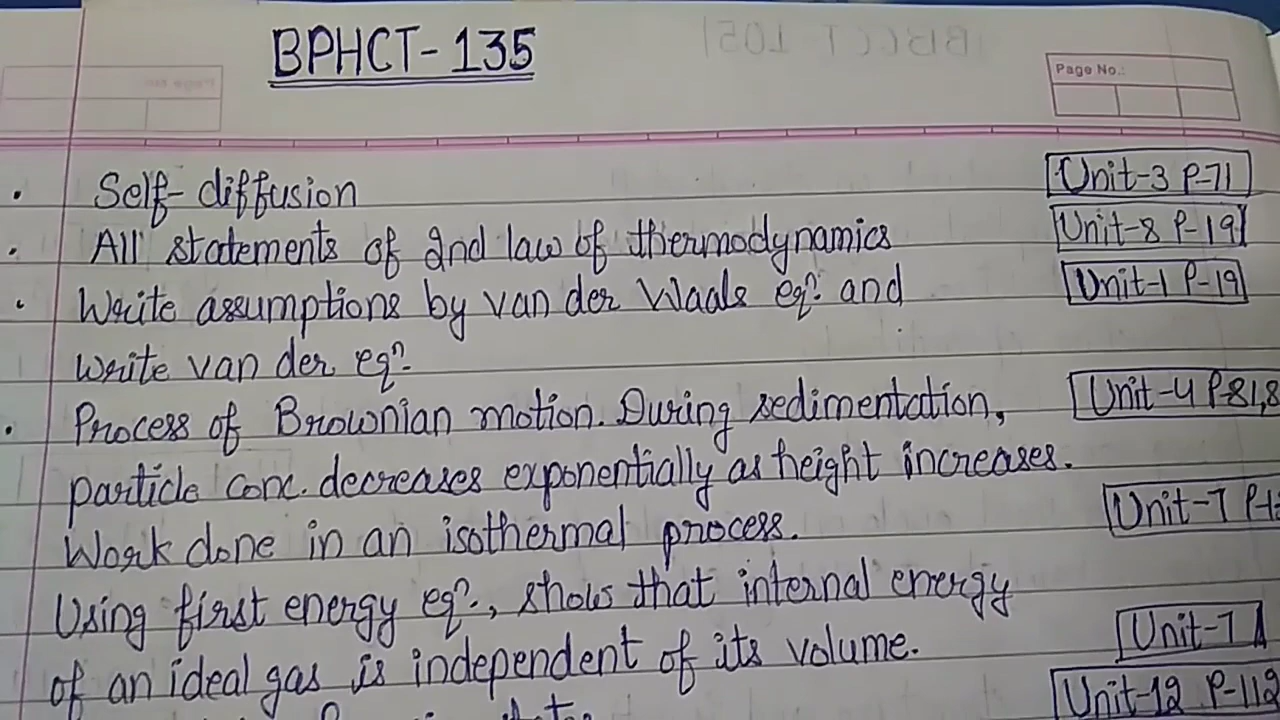 BPHCT-135
Page No.:
Self-diffusion Unit-3 P-71
All statements of 2nd law of thermodynamics Unit-8 P-19
Write assumptions by van der Waals eqn. and Unit-1 P-19
write van der eqn.
Process of Brownian motion. During sedimentation, Unit-4 P-81,8
particle conc. decreases exponentially as height increases.
Work done in an isothermal process. Unit-7
Using first energy eqn., show that internal energy
of an ideal gas is independent of its volume. Unit-7
Unit-12 P-112